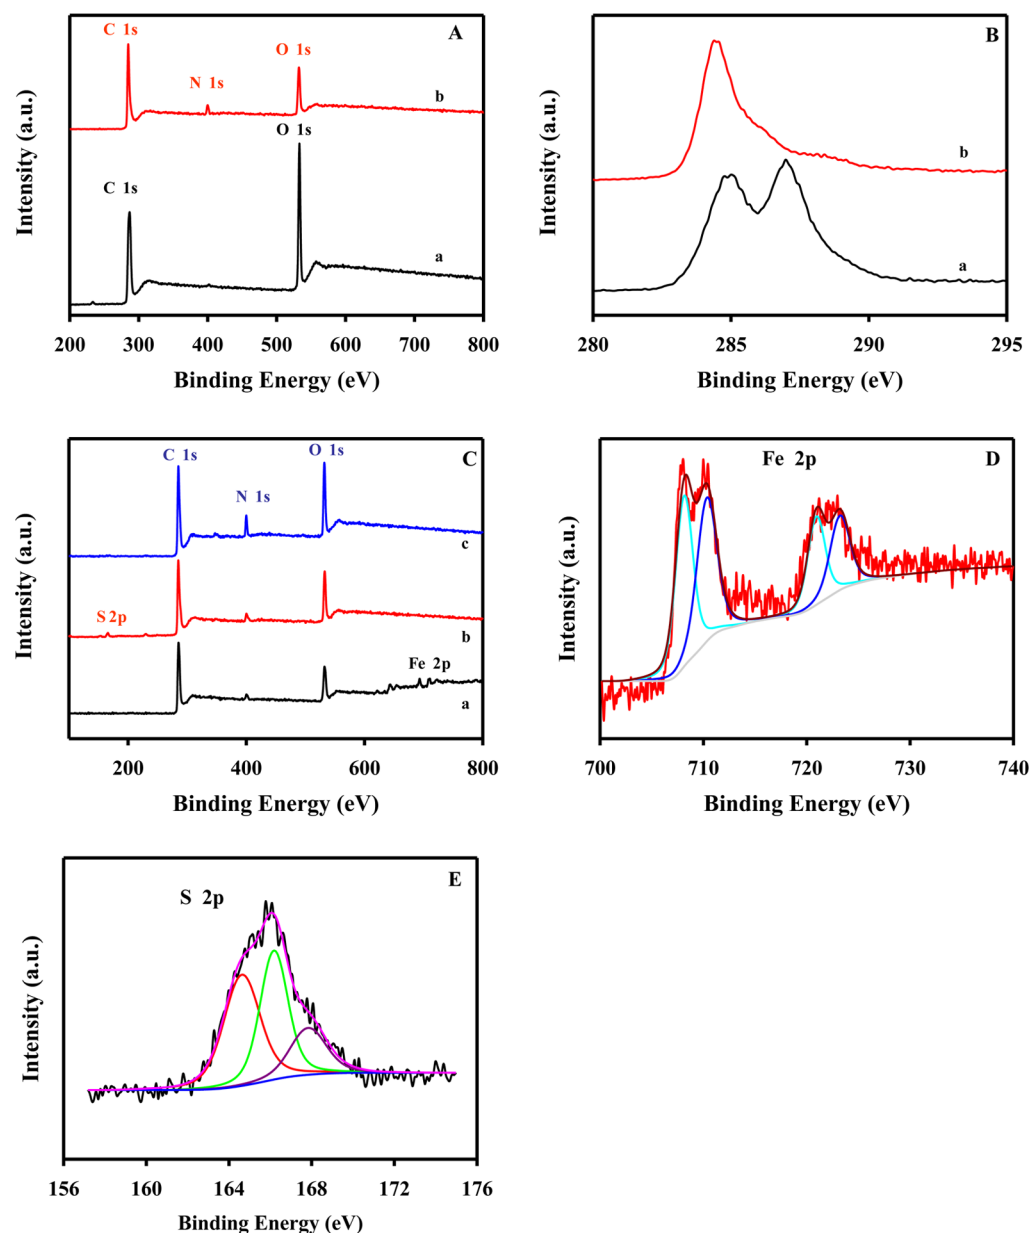 C 1s
A
O 1s
N 1s
b
O 1s
C 1s
a
Intensity (a.u.)
200 300 400 500 600 700 800
Binding Energy (eV)
B
b
a
Intensity (a.u.)
280 285 290 295
Binding Energy (eV)
C 1s
O 1s
C
N 1s
c
S 2p
b
Fe 2p
a
Intensity (a.u.)
200 400 600 800
Binding Energy (eV)
Fe 2p
D
Intensity (a.u.)
700 710 720 730 740
Binding Energy (eV)
S 2p
E
Intensity (a.u.)
156 160 164 168 172 176
Binding Energy (eV)